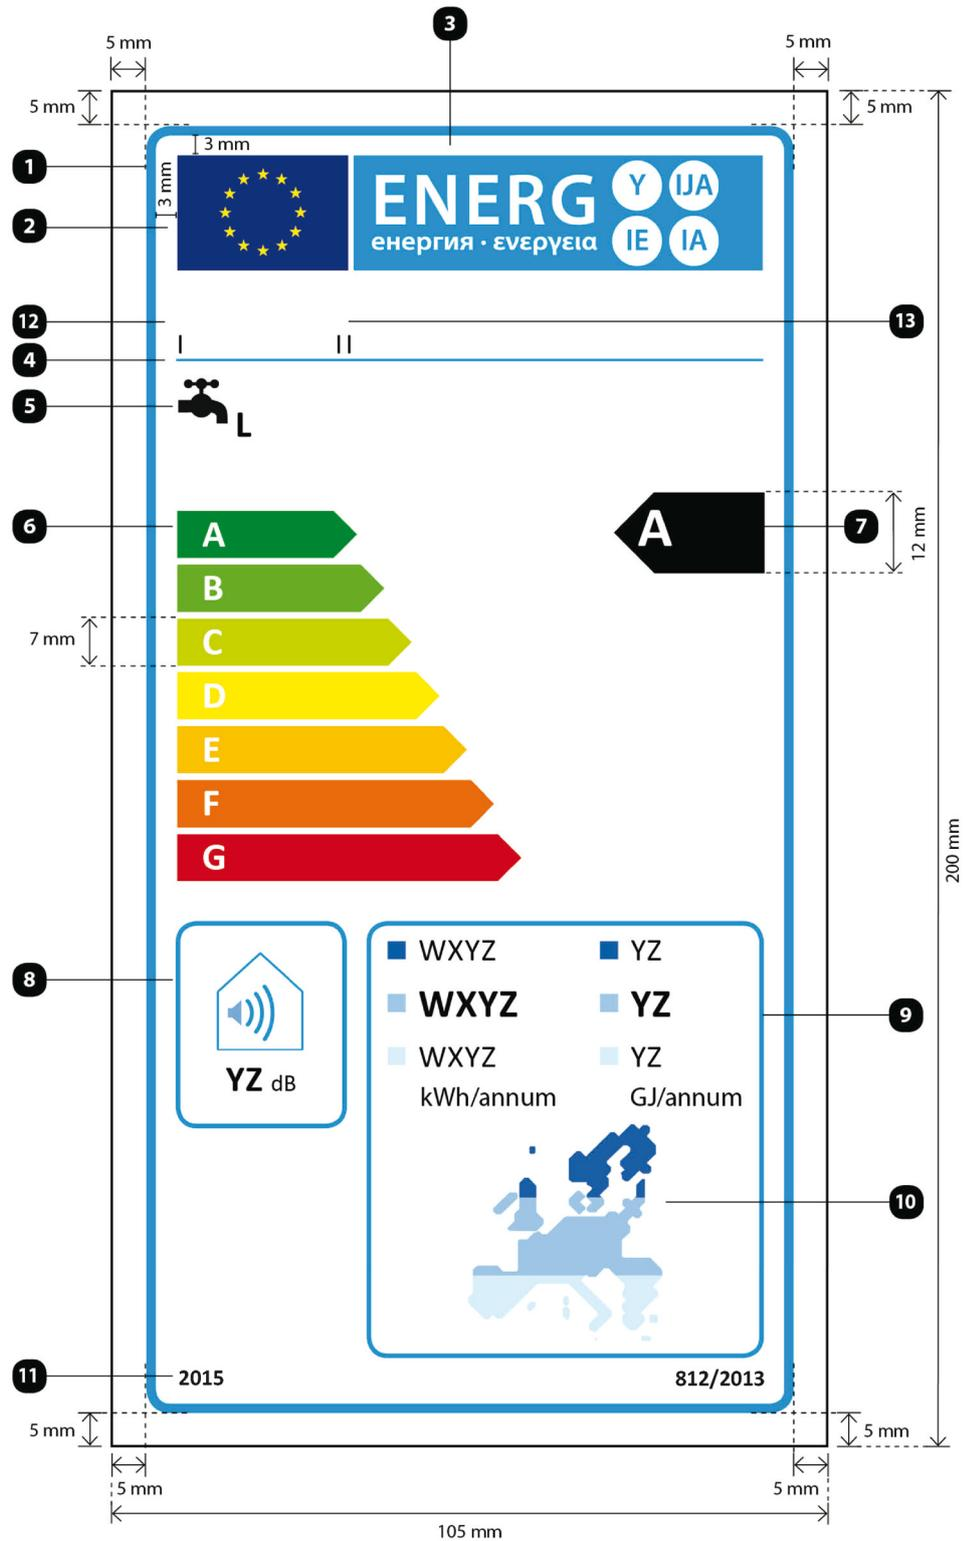 3
5 mm
5 mm
5 mm
5 mm
3 mm
1
3 mm
ENERG
Y IJA
2
енергия · ενεργεια
IE IA
12
13
I
II
4
5
L
6
A
A
7
12 mm
B
7 mm
C
D
E
F
G
200 mm
WXYZ
YZ
8
WXYZ
YZ
9
WXYZ
YZ
YZ dB
kWh/annum
GJ/annum
10
11
2015
812/2013
5 mm
5 mm
5 mm
5 mm
105 mm